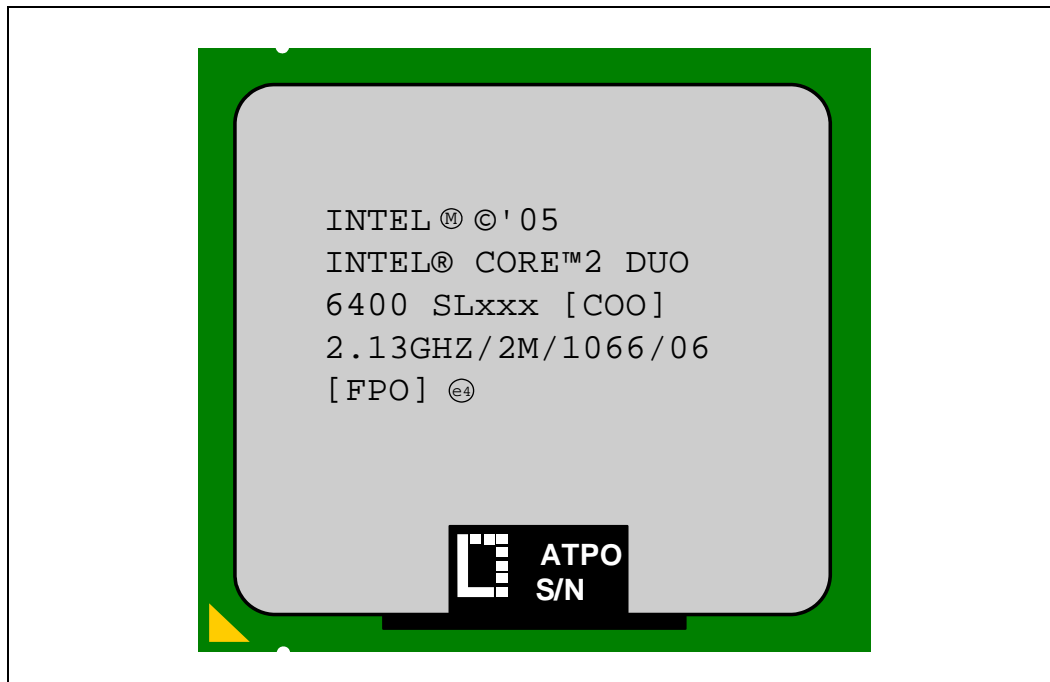 INTEL Ⓜ ©'05
INTEL® CORE™2 DUO
6400 SLxxx [COO]
2.13GHZ/2M/1066/06
[FPO] (e4)
ATPO
S/N